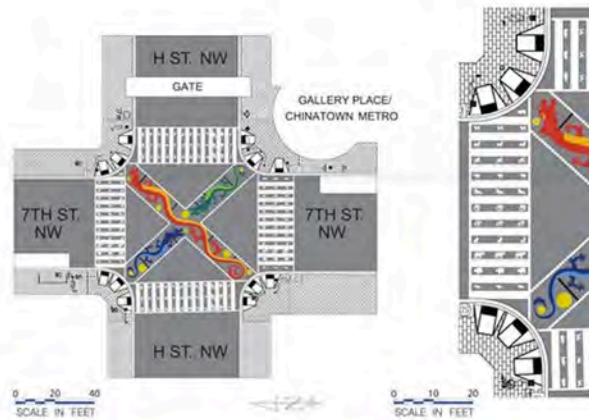 H ST. NW
GATE
GALLERY PLACE/
CHINATOWN METRO
7TH ST.
NW
7TH ST.
NW
H ST. NW
0 20 40
SCALE IN FEET
0 10 20
SCALE IN FEET